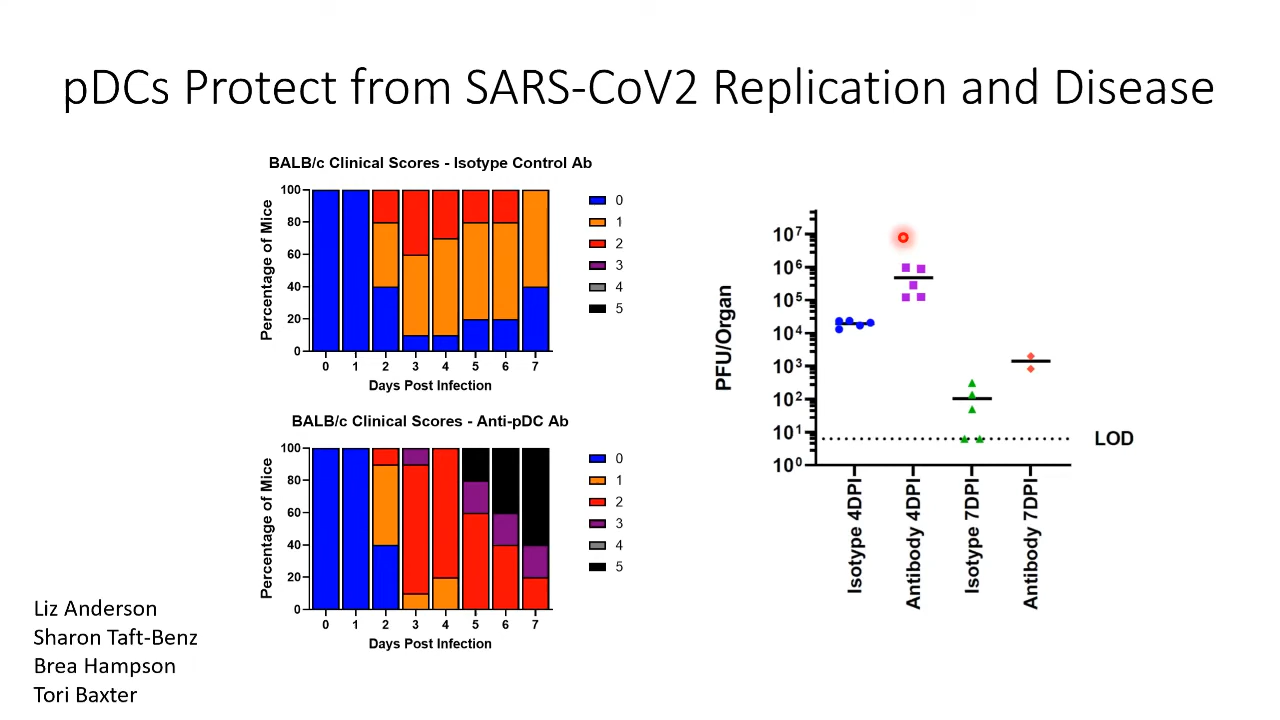 pDCs Protect from SARS-CoV2 Replication and Disease
BALB/c Clinical Scores - Isotype Control Ab
Percentage of Mice
100
80
60
40
20
0
0 1 2 3 4 5 6 7
Days Post Infection
0
1
2
3
4
5
BALB/c Clinical Scores - Anti-pDC Ab
Percentage of Mice
100
80
60
40
20
0
0 1 2 3 4 5 6 7
Days Post Infection
0
1
2
3
4
5
PFU/Organ
10⁷
10⁶
10⁵
10⁴
10³
10²
10¹
10⁰
LOD
Isotype 4DPI
Antibody 4DPI
Isotype 7DPI
Antibody 7DPI
Liz Anderson
Sharon Taft-Benz
Brea Hampson
Tori Baxter